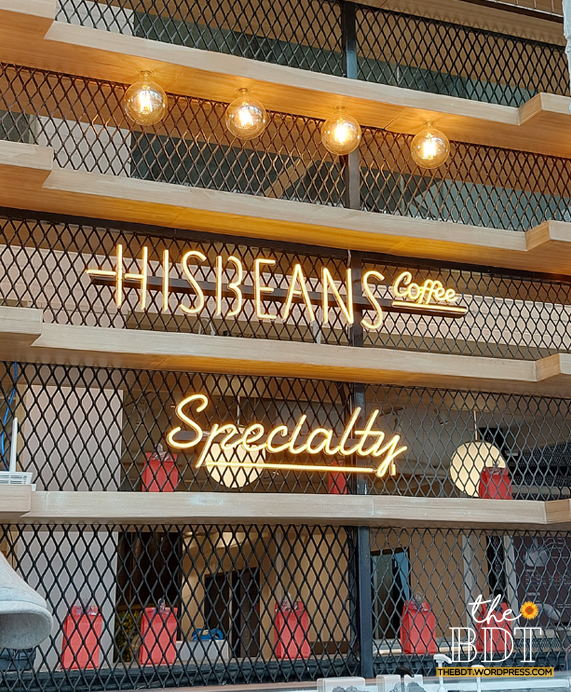 HISBEANS Coffee
Specialty
the
BDT
THEBDT.WORDPRESS.COM